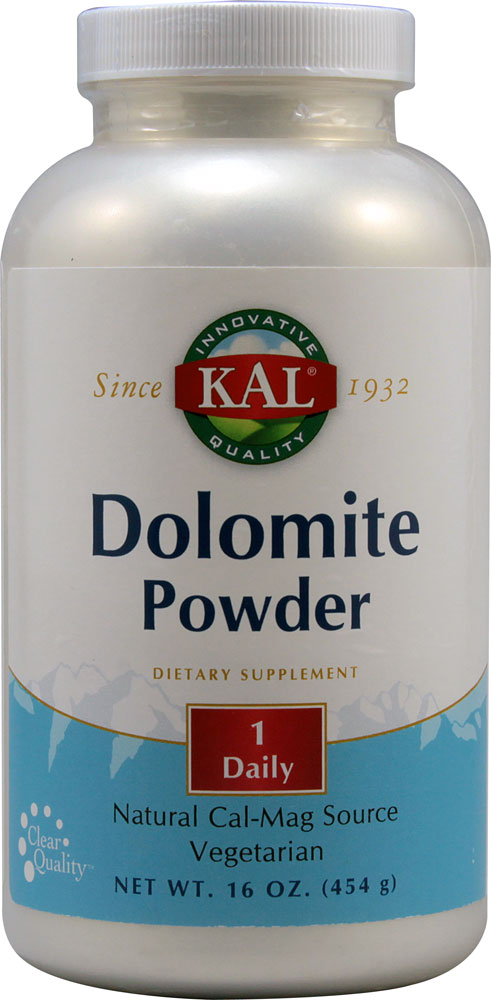 INNOVATIVE
Since KAL® 1932
QUALITY
Dolomite
Powder
DIETARY SUPPLEMENT
1
Daily
Natural Cal-Mag Source
Vegetarian
NET WT. 16 OZ. (454 g)
Clear
Quality™